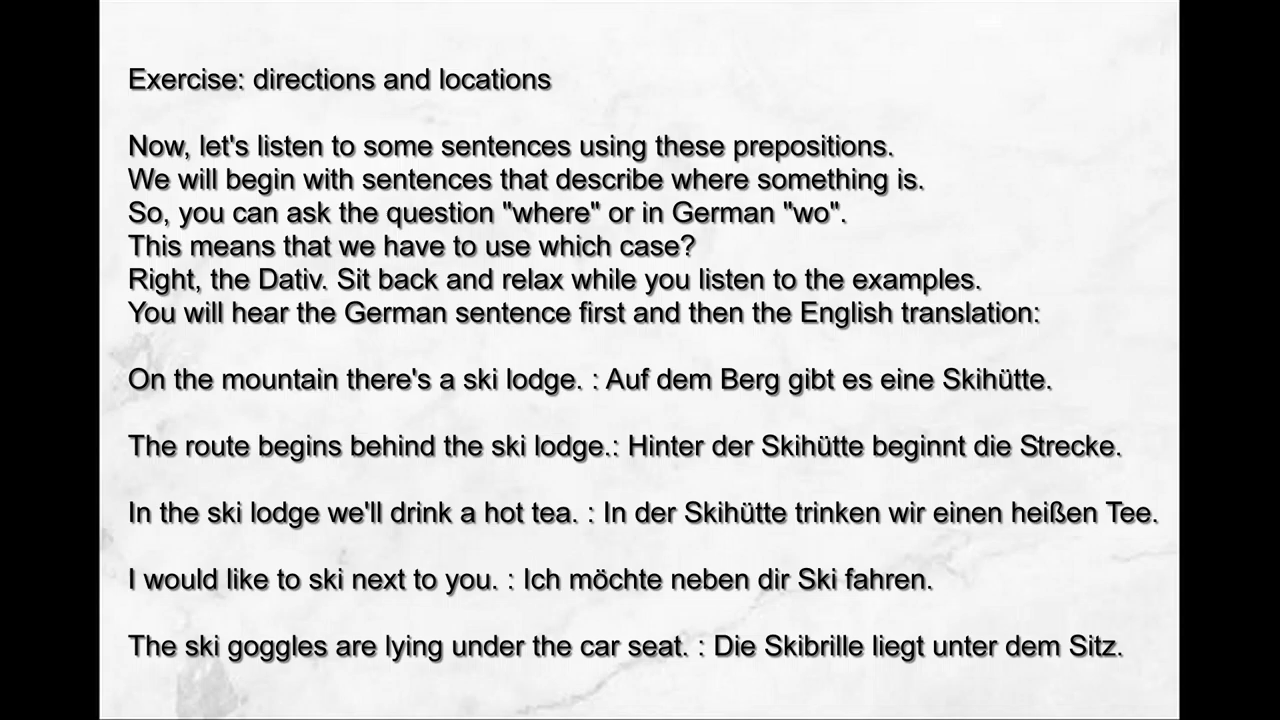 Exercise: directions and locations
Now, let's listen to some sentences using these prepositions.
We will begin with sentences that describe where something is.
So, you can ask the question "where" or in German "wo".
This means that we have to use which case?
Right, the Dativ. Sit back and relax while you listen to the examples.
You will hear the German sentence first and then the English translation:
On the mountain there's a ski lodge. : Auf dem Berg gibt es eine Skihütte.
The route begins behind the ski lodge.: Hinter der Skihütte beginnt die Strecke.
In the ski lodge we'll drink a hot tea. : In der Skihütte trinken wir einen heißen Tee.
I would like to ski next to you. : Ich möchte neben dir Ski fahren.
The ski goggles are lying under the car seat. : Die Skibrille liegt unter dem Sitz.